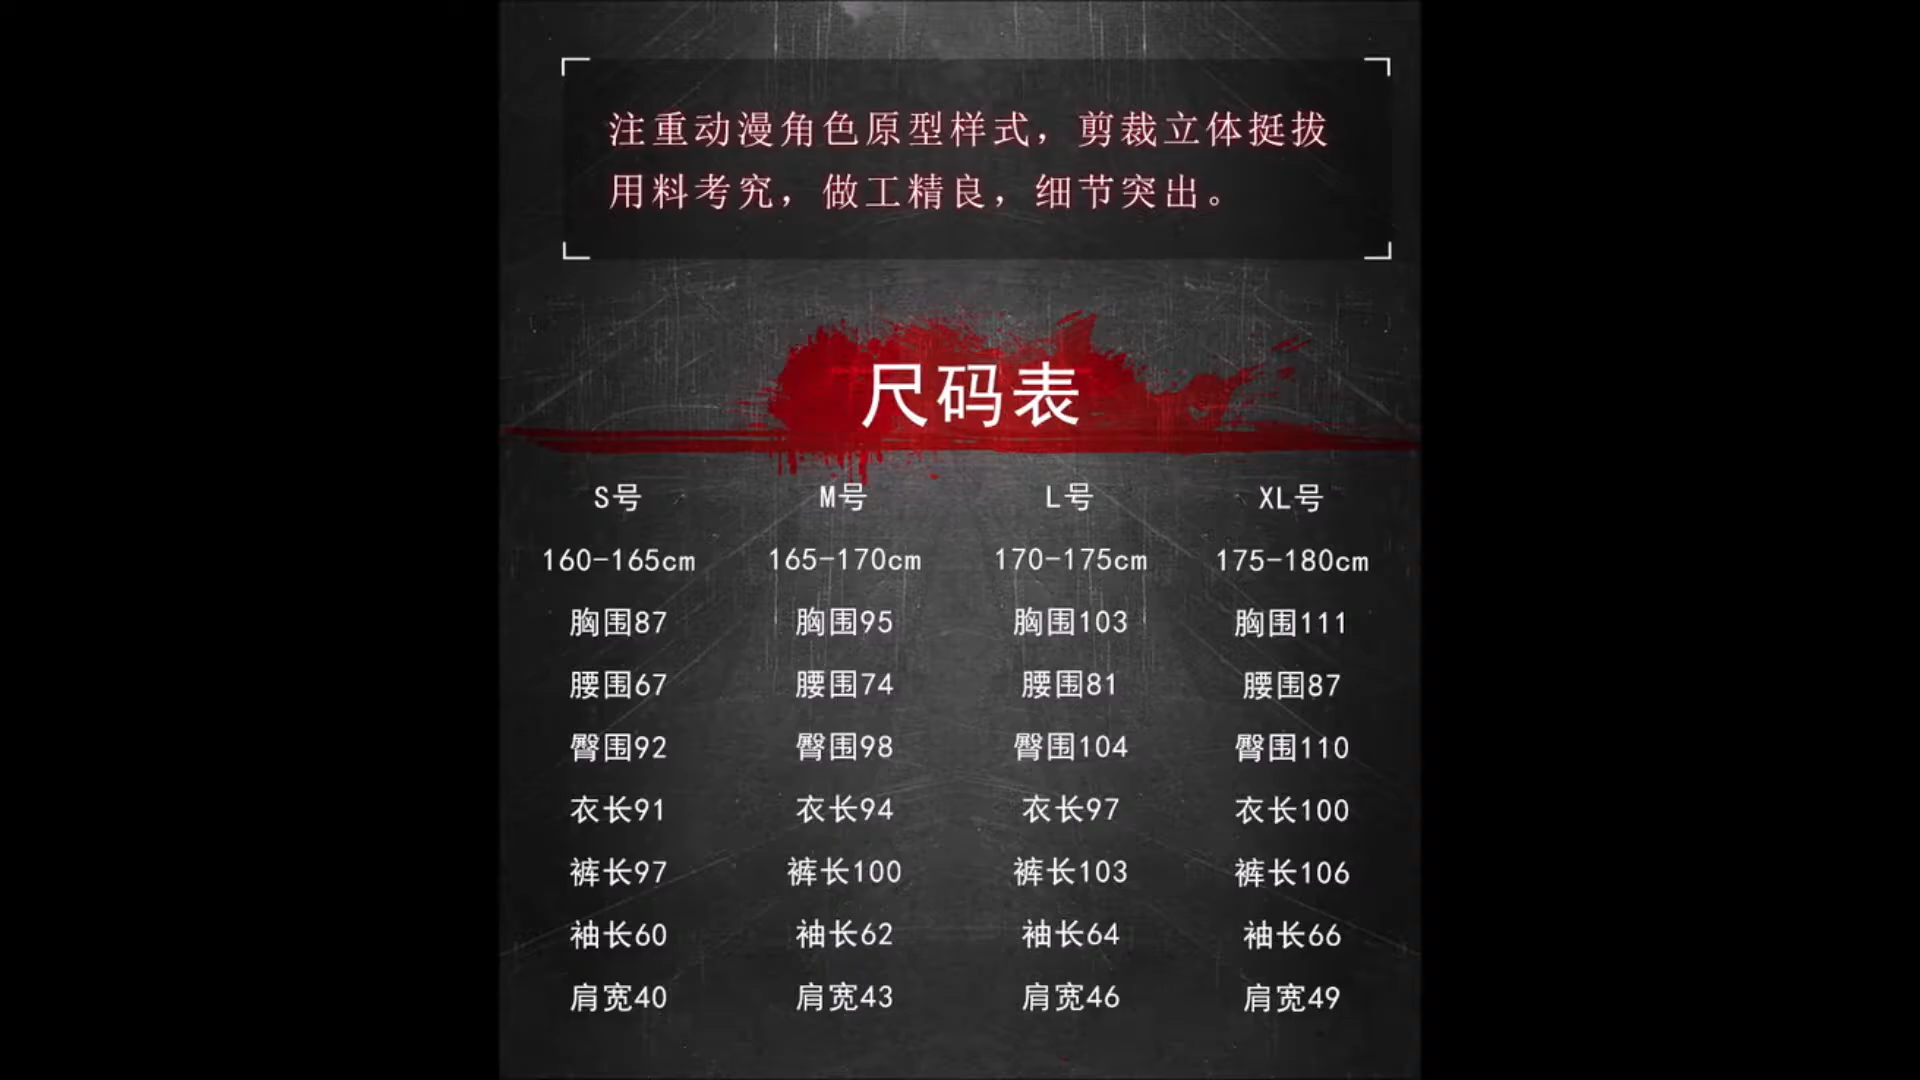 注重动漫角色原型样式，剪裁立体挺拔
用料考究，做工精良，细节突出。
尺码表
S号 M号 L号 XL号
160-165cm 165-170cm 170-175cm 175-180cm
胸围87 胸围95 胸围103 胸围111
腰围67 腰围74 腰围81 腰围87
臀围92 臀围98 臀围104 臀围110
衣长91 衣长94 衣长97 衣长100
裤长97 裤长100 裤长103 裤长106
袖长60 袖长62 袖长64 袖长66
肩宽40 肩宽43 肩宽46 肩宽49